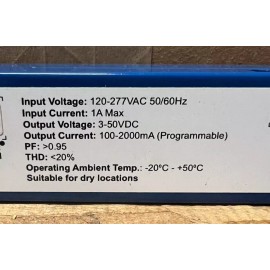 Input Voltage: 120-277VAC 50/60Hz
Input Current: 1A Max
Output Voltage: 3-50VDC
Output Current: 100-2000mA (Programmable)
PF: >0.95
THD: <20%
Operating Ambient Temp.: -20°C - +50°C
Suitable for dry locations